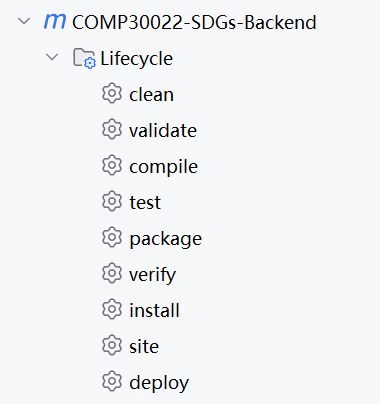 m COMP30022-SDGs-Backend
Lifecycle
clean
validate
compile
test
package
verify
install
site
deploy